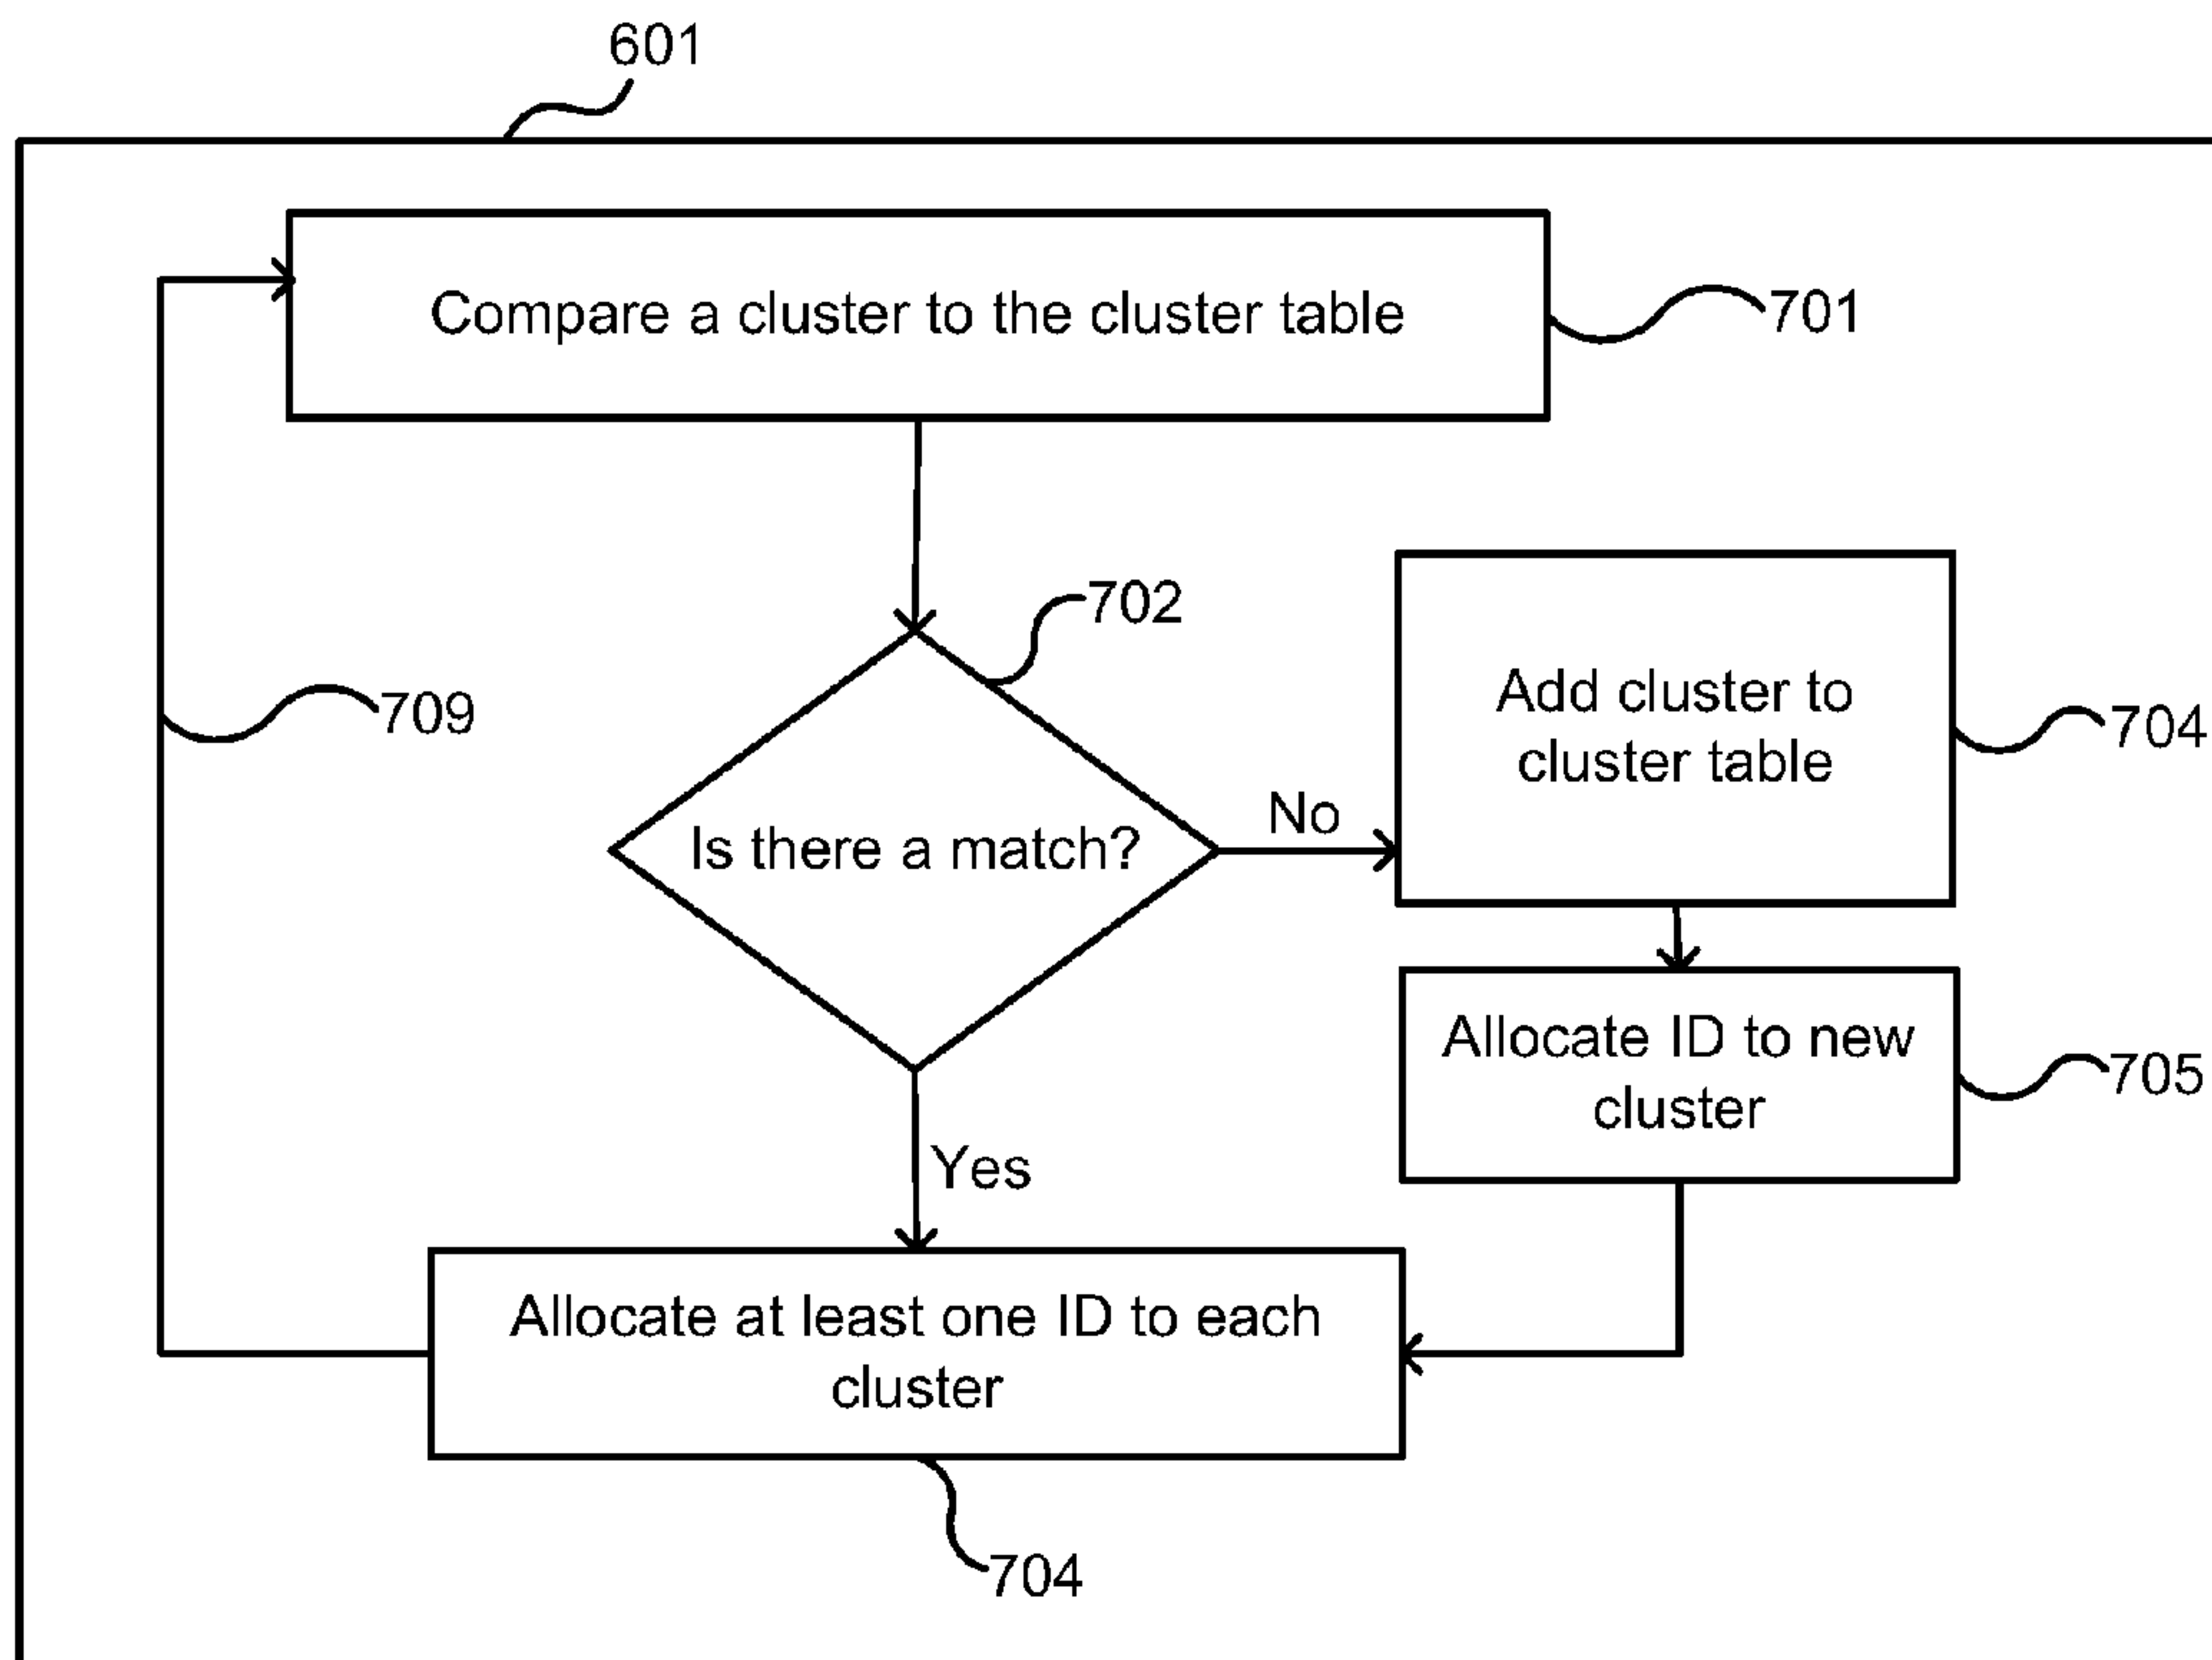 601
Compare a cluster to the cluster table
701
702
709
Is there a match?
No
Add cluster to
cluster table
704
Allocate ID to new
cluster
705
Yes
Allocate at least one ID to each
cluster
704